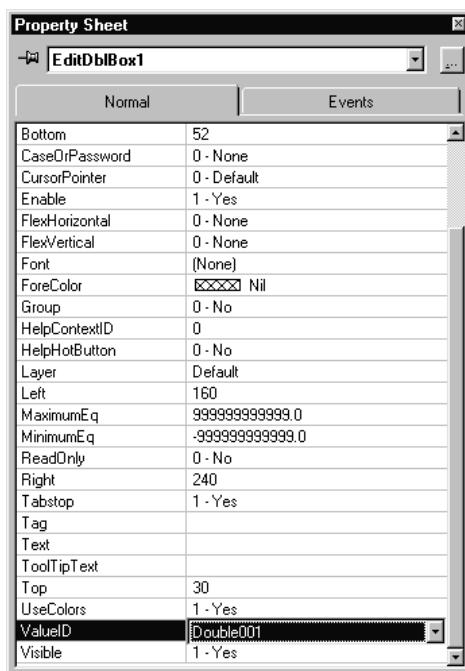 Property Sheet
EditDblBox1
...
Normal Events
Bottom 52
CaseOrPassword 0 - None
CursorPointer 0 - Default
Enable 1 - Yes
FlexHorizontal 0 - None
FlexVertical 0 - None
Font (None)
ForeColor Nil
Group 0 - No
HelpContextID 0
HelpHotButton 0 - No
Layer Default
Left 160
MaximumEq 999999999999.0
MinimumEq -999999999999.0
ReadOnly 0 - No
Right 240
Tabstop 1 - Yes
Tag
Text
ToolTipText
Top 30
UseColors 1 - Yes
ValueID Double001
Visible 1 - Yes